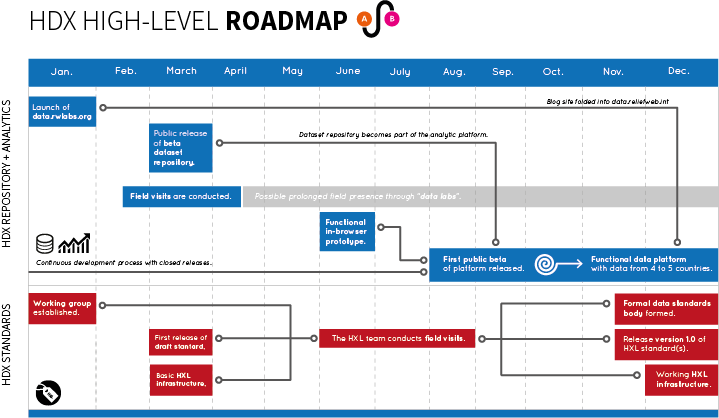 HDX HIGH-LEVEL ROADMAP A B
Jan. Feb. March April May June July Aug. Sep. Oct. Nov. Dec.
HDX REPOSITORY + ANALYTICS
Launch of
data.rwlabs.org
Blog site folded into data.reliefweb.int
Public release
of beta
dataset
repository.
Dataset repository becomes part of the analytic platform.
Field visits are conducted.
Possible prolonged field presence through "data labs".
Functional
in-browser
prototype.
Continuous development process with closed releases.
First public beta
of platform released.
Functional data platform
with data from 4 to 5 countries.
HDX STANDARDS
Working group
established.
First release of
draft stantard.
Basic HXL
infrastructure.
The HXL team conducts field visits.
Formal data standards
body formed.
Release version 1.0 of
HXL standard(s).
Working HXL
infrastructure.